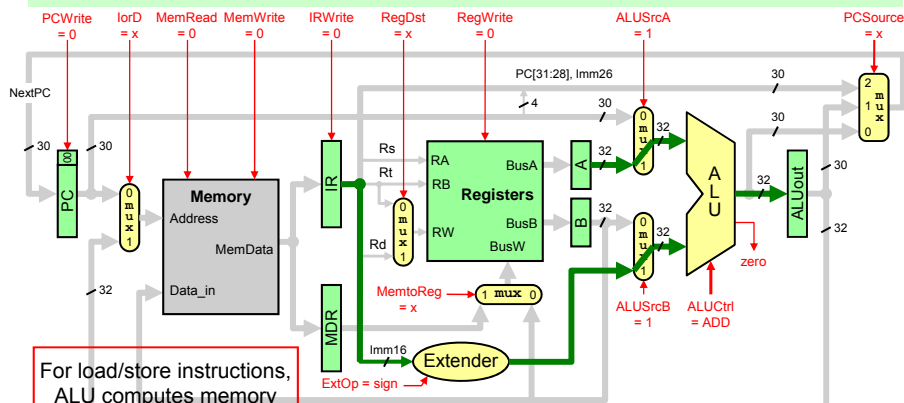 PCWrite = 0
IorD = x
MemRead = 0
MemWrite = 0
IRWrite = 0
RegDst = x
RegWrite = 0
ALUSrcA = 1
PCSource = x
NextPC
PC[31:28], Imm26
30
30
4
30
30
30
30
32
32
32
32
32
32
32
00
PC
0 mux 1
Memory
Address
MemData
Data_in
IR
MDR
Rs
Rt
Rd
0 mux 1
RA
RB
RW
Registers
BusA
BusB
BusW
1 mux 0
MemtoReg = x
A
B
0 mux 1
0 mux 1
ALU
ALUout
2 1 0 mux
zero
ALUSrcB = 1
ALUCtrl = ADD
Imm16
Extender
ExtOp = sign
For load/store instructions,
ALU computes memory